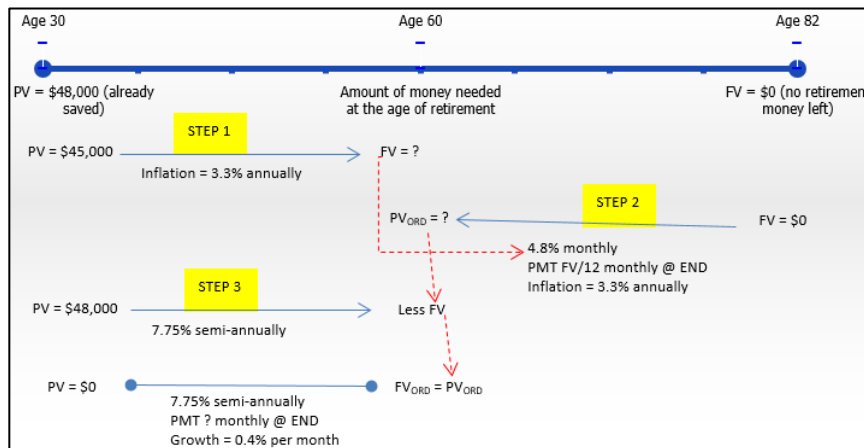 Age 30
Age 60
Age 82
PV = $48,000 (already
saved)
Amount of money needed
at the age of retirement
FV = $0 (no retiremen
money left)
STEP 1
PV = $45,000
FV = ?
Inflation = 3.3% annually
STEP 2
PVORD = ?
FV = $0
4.8% monthly
PMT FV/12 monthly @ END
Inflation = 3.3% annually
STEP 3
PV = $48,000
Less FV
7.75% semi-annually
PV = $0
FVORD = PVORD
7.75% semi-annually
PMT ? monthly @ END
Growth = 0.4% per month